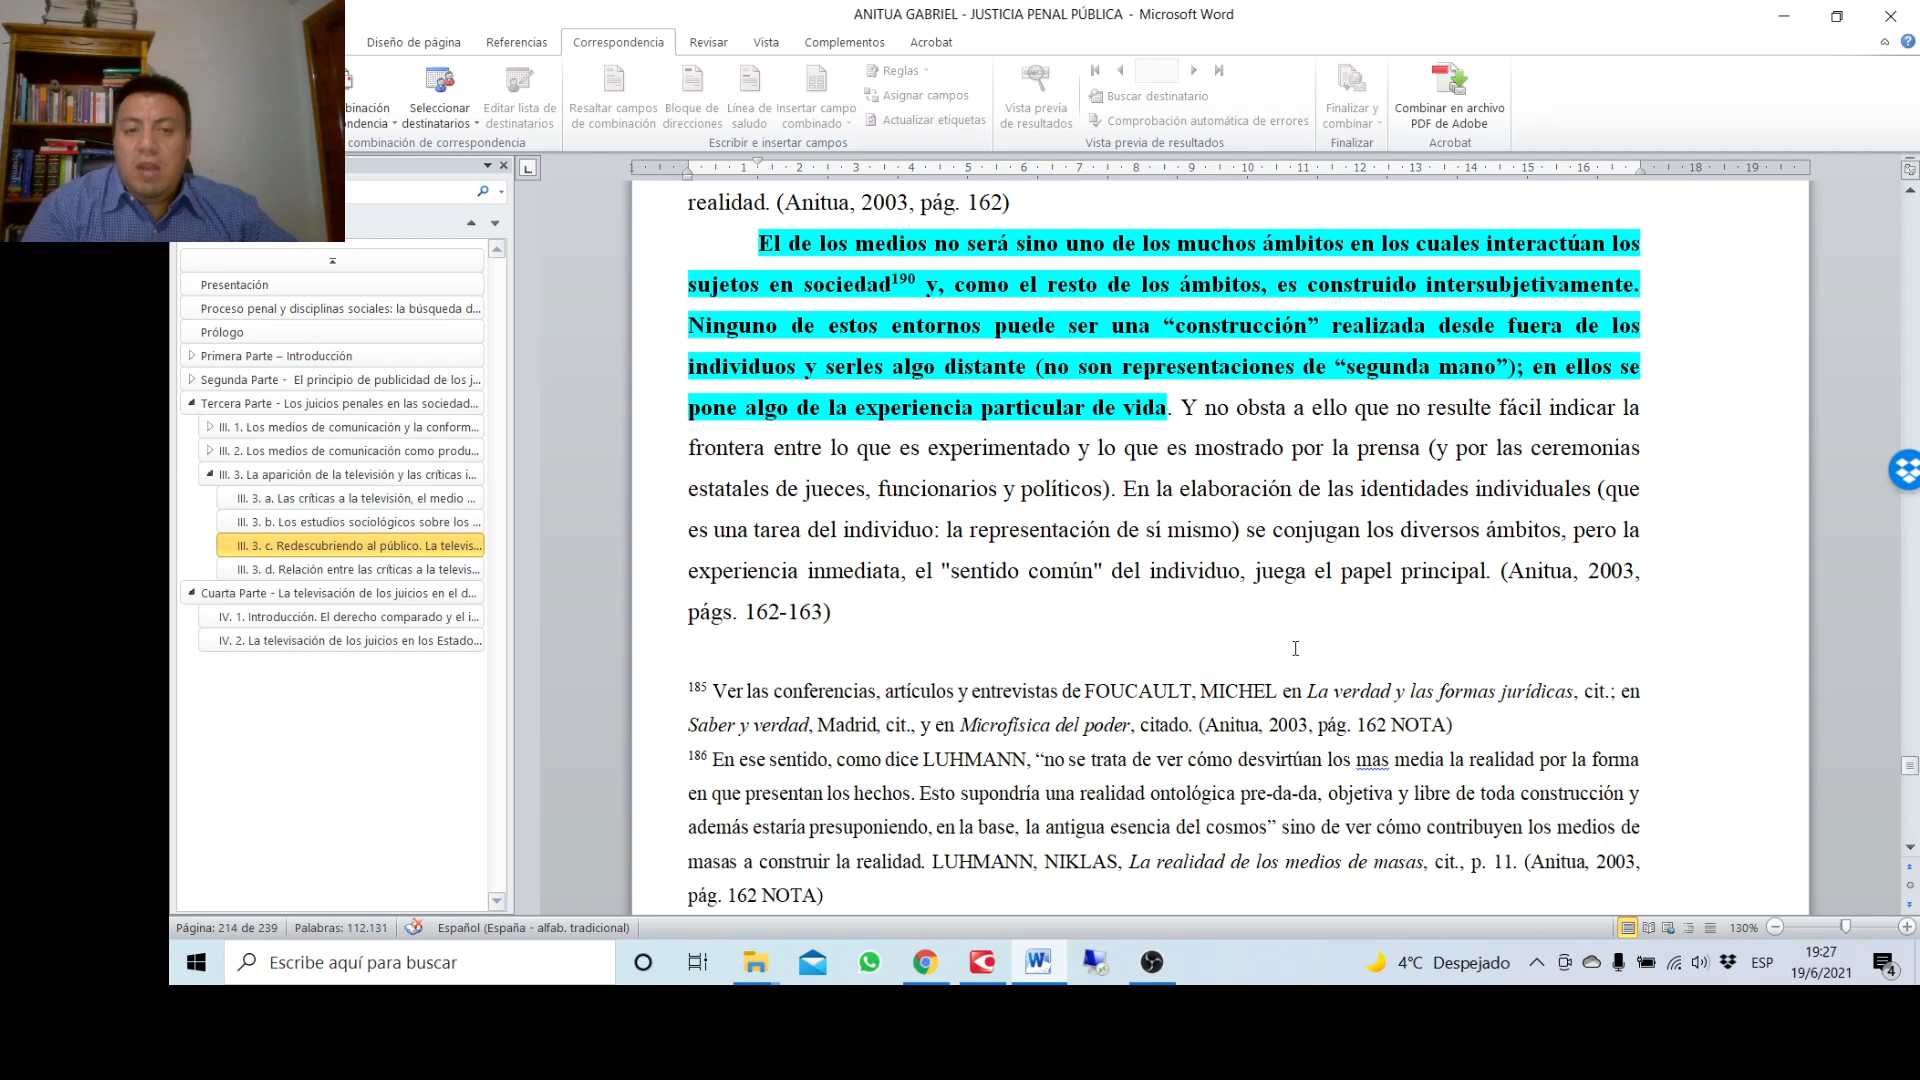 ANITUA GABRIEL - JUSTICIA PENAL PÚBLICA - Microsoft Word
Diseño de página Referencias Correspondencia Revisar Vista Complementos Acrobat
Seleccionar destinatarios
Editar lista de destinatarios
Resaltar campos de combinación
Bloque de direcciones
Línea de saludo
Insertar campo combinado
Reglas
Asignar campos
Actualizar etiquetas
Vista previa de resultados
Buscar destinatario
Comprobación automática de errores
Finalizar y combinar
Combinar en archivo PDF de Adobe
combinación de correspondencia Escribir e insertar campos Vista previa de resultados Finalizar Acrobat
1 1 2 3 4 5 6 7 8 9 10 11 12 13 14 15 16 18 19
Presentación
Proceso penal y disciplinas sociales: la búsqueda d...
Prólogo
Primera Parte – Introducción
Segunda Parte - El principio de publicidad de los j...
Tercera Parte - Los juicios penales en las sociedad...
III. 1. Los medios de comunicación y la conform...
III. 2. Los medios de comunicación como produ...
III. 3. La aparición de la televisión y las críticas i...
III. 3. a. Las críticas a la televisión, el medio ...
III. 3. b. Los estudios sociológicos sobre los ...
III. 3. c. Redescubriendo al público. La televis...
III. 3. d. Relación entre las críticas a la televis...
Cuarta Parte - La televisación de los juicios en el d...
IV. 1. Introducción. El derecho comparado y el i...
IV. 2. La televisación de los juicios en los Estado...
realidad. (Anitua, 2003, pág. 162)
El de los medios no será sino uno de los muchos ámbitos en los cuales interactúan los
sujetos en sociedad190 y, como el resto de los ámbitos, es construido intersubjetivamente.
Ninguno de estos entornos puede ser una “construcción” realizada desde fuera de los
individuos y serles algo distante (no son representaciones de “segunda mano”); en ellos se
pone algo de la experiencia particular de vida. Y no obsta a ello que no resulte fácil indicar la
frontera entre lo que es experimentado y lo que es mostrado por la prensa (y por las ceremonias
estatales de jueces, funcionarios y políticos). En la elaboración de las identidades individuales (que
es una tarea del individuo: la representación de sí mismo) se conjugan los diversos ámbitos, pero la
experiencia inmediata, el "sentido común" del individuo, juega el papel principal. (Anitua, 2003,
págs. 162-163)
185 Ver las conferencias, artículos y entrevistas de FOUCAULT, MICHEL en La verdad y las formas jurídicas, cit.; en
Saber y verdad, Madrid, cit., y en Microfísica del poder, citado. (Anitua, 2003, pág. 162 NOTA)
186 En ese sentido, como dice LUHMANN, “no se trata de ver cómo desvirtúan los mas media la realidad por la forma
en que presentan los hechos. Esto supondría una realidad ontológica pre-da-da, objetiva y libre de toda construcción y
además estaría presuponiendo, en la base, la antigua esencia del cosmos” sino de ver cómo contribuyen los medios de
masas a construir la realidad. LUHMANN, NIKLAS, La realidad de los medios de masas, cit., p. 11. (Anitua, 2003,
pág. 162 NOTA)
Página: 214 de 239 Palabras: 112.131 Español (España - alfab. tradicional) 130%
Escribe aquí para buscar
4°C Despejado ESP 19:27
19/6/2021 4